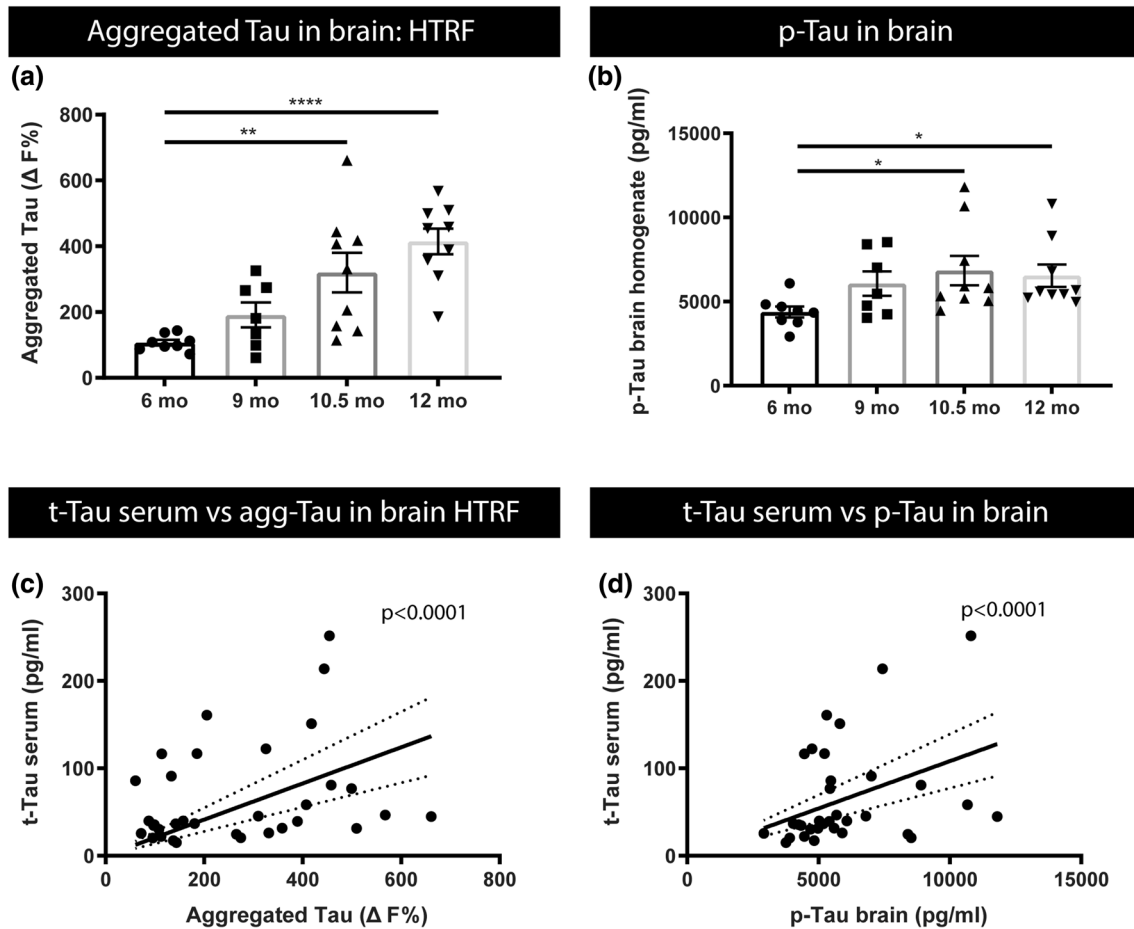 Aggregated Tau in brain: HTRF
p-Tau in brain
(a)
Aggregated Tau (Δ F%)
800
600
400
200
0
****
**
6 mo
9 mo
10.5 mo
12 mo
(b)
p-Tau brain homogenate (pg/ml)
15000
10000
5000
0
*
*
6 mo
9 mo
10.5 mo
12 mo
t-Tau serum vs agg-Tau in brain HTRF
t-Tau serum vs p-Tau in brain
(c)
t-Tau serum (pg/ml)
300
200
100
0
p<0.0001
0
200
400
600
800
Aggregated Tau (Δ F%)
(d)
t-Tau serum (pg/ml)
300
200
100
0
p<0.0001
0
5000
10000
15000
p-Tau brain (pg/ml)